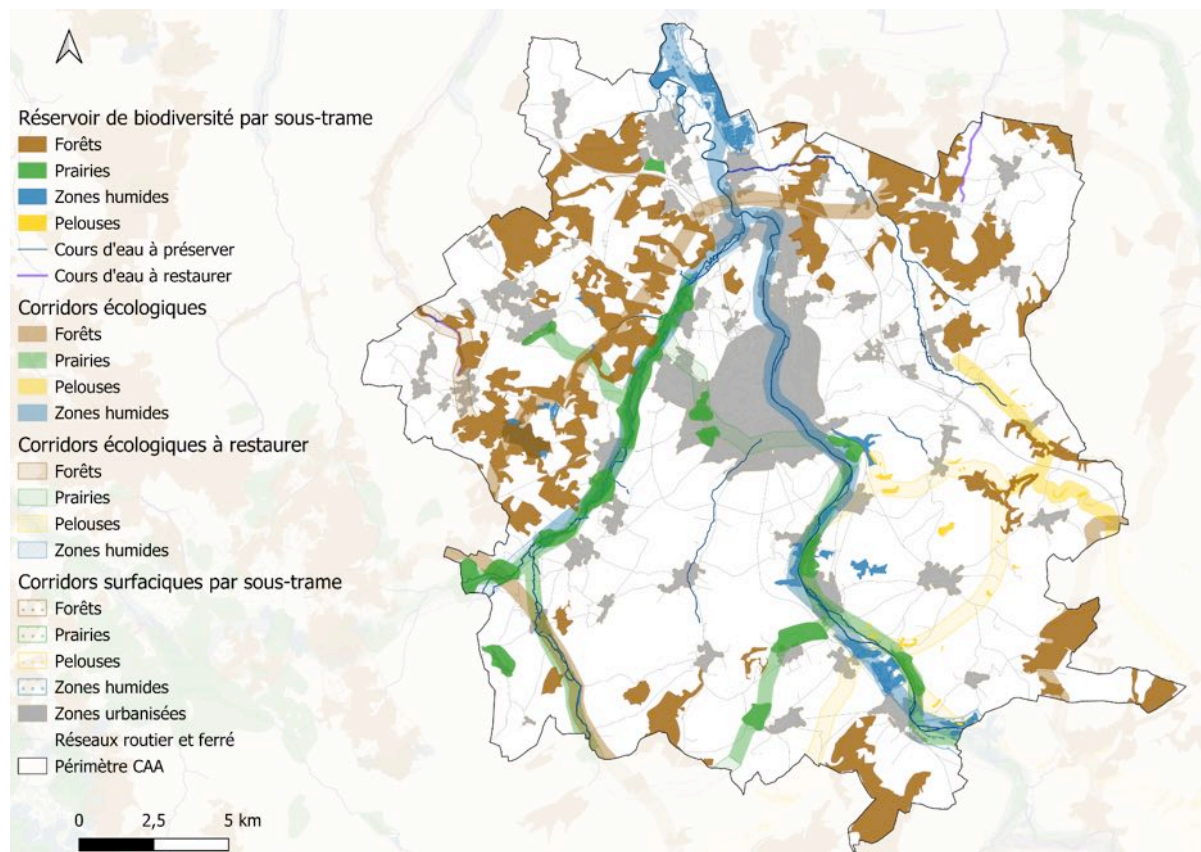 Réservoir de biodiversité par sous-trame
Forêts
Prairies
Zones humides
Pelouses
Cours d'eau à préserver
Cours d'eau à restaurer
Corridors écologiques
Forêts
Prairies
Pelouses
Zones humides
Corridors écologiques à restaurer
Forêts
Prairies
Pelouses
Zones humides
Corridors surfaciques par sous-trame
Forêts
Prairies
Pelouses
Zones humides
Zones urbanisées
Réseaux routier et ferré
Périmètre CAA
0 2,5 5 km